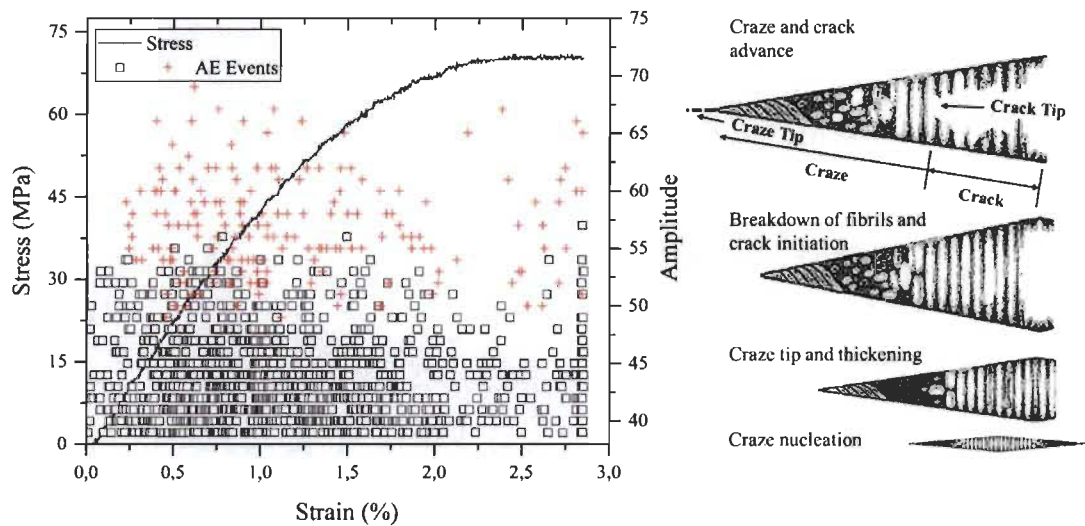 Stress
AE Events
Stress (MPa)
75
60
45
30
15
0
0,0
0,5
1,0
1,5
2,0
2,5
3,0
Strain (%)
75
70
65
60
55
50
45
40
Amplitude
Craze and crack
advance
Crack Tip
Craze Tip
Craze
Crack
Breakdown of fibrils and
crack initiation
Craze tip and thickening
Craze nucleation